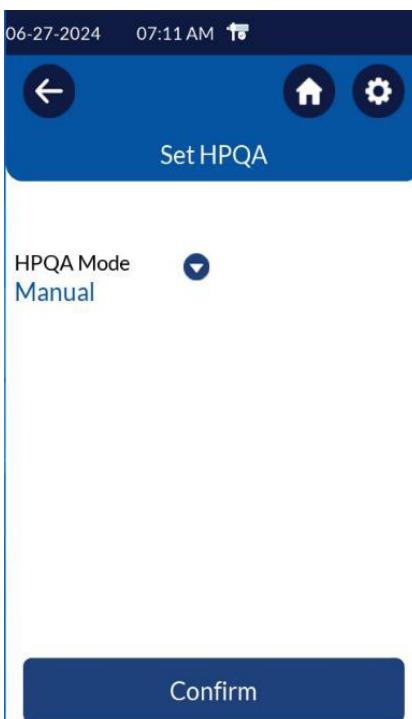 06-27-2024 07:11 AM
Set HPQA
HPQA Mode
Manual
Confirm